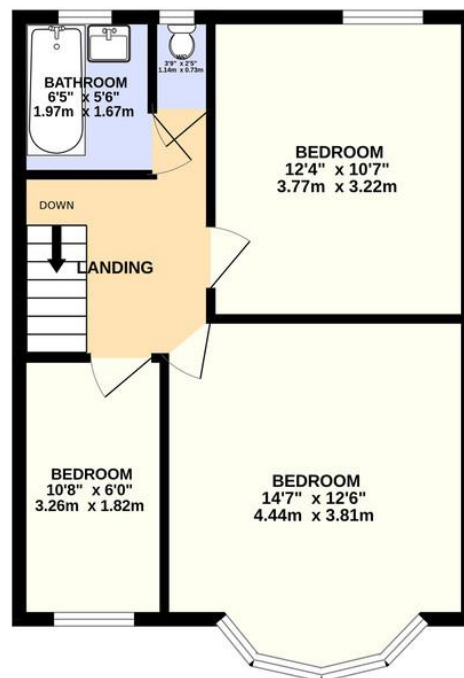 BATHROOM
6'5" x 5'6"
1.97m x 1.67m
3'9" x 2'5"
1.14m x 0.73m
BEDROOM
12'4" x 10'7"
3.77m x 3.22m
DOWN
LANDING
BEDROOM
10'8" x 6'0"
3.26m x 1.82m
BEDROOM
14'7" x 12'6"
4.44m x 3.81m